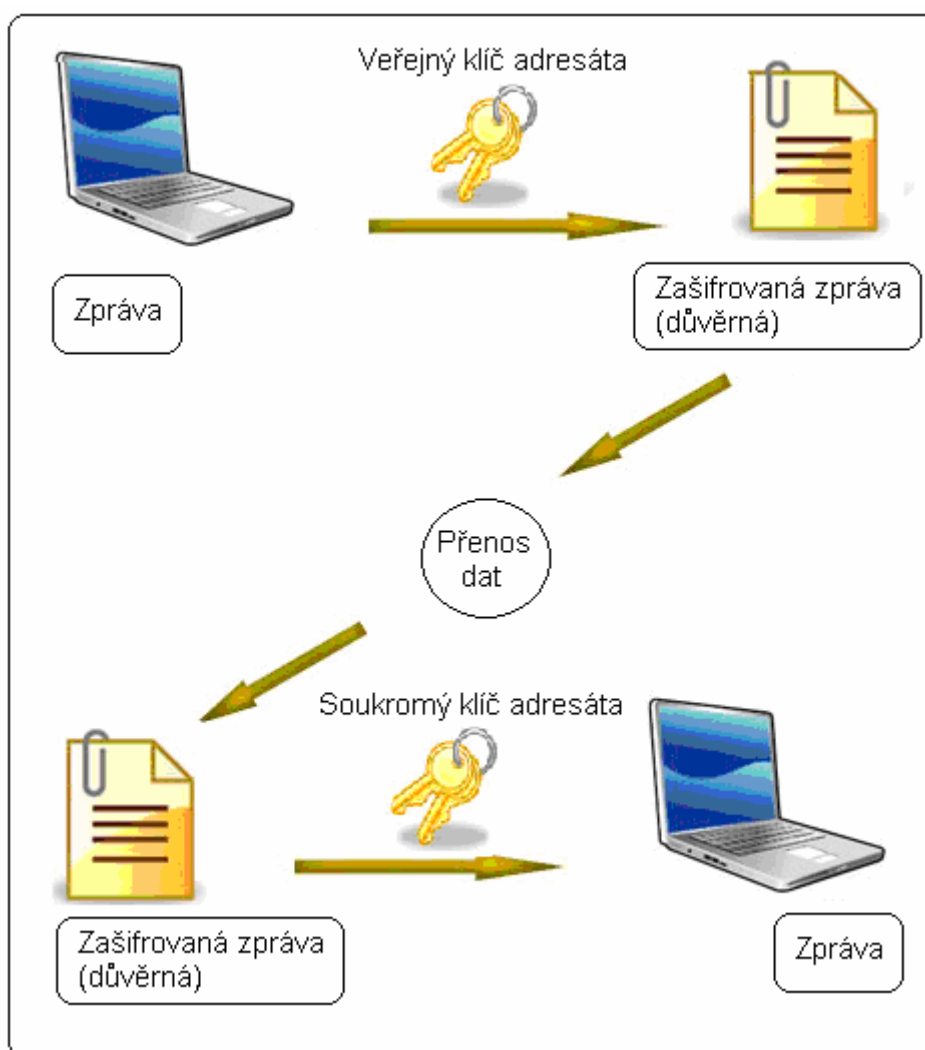 Veřejný klíč adresáta
Zpráva
Zašifrovaná zpráva
(důvěrná)
Přenos
dat
Soukromý klíč adresáta
Zašifrovaná zpráva
(důvěrná)
Zpráva